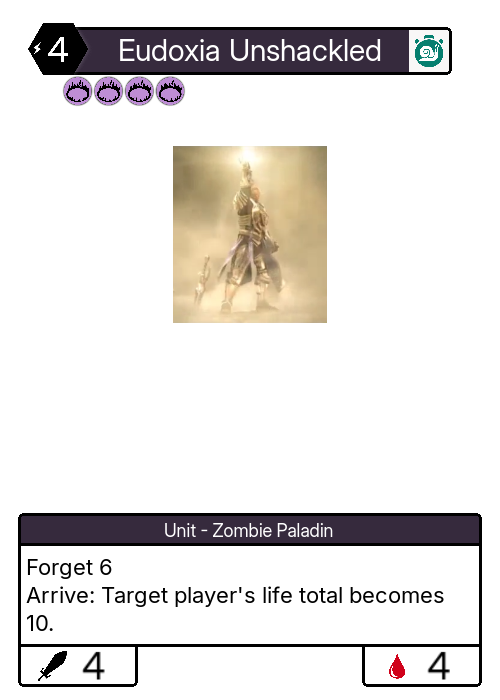 4
Eudoxia Unshackled
Unit - Zombie Paladin
Forget 6
Arrive: Target player's life total becomes
10.
4
4